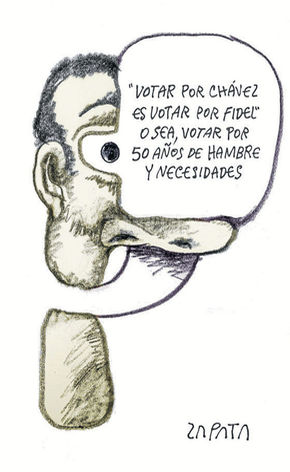 "VOTAR POR CHÁVEZ
ES VOTAR POR FIDEL"
O SEA, VOTAR POR
50 AÑOS DE HAMBRE
Y NECESIDADES
ZAPATA